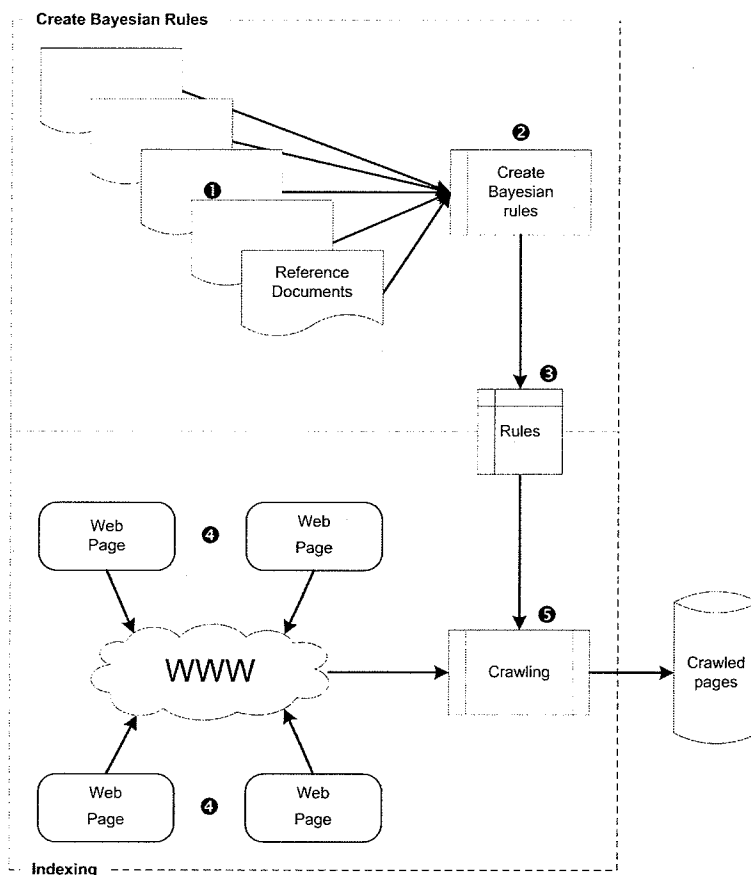 Create Bayesian Rules
❷
Create
Bayesian
rules
❶
Reference
Documents
❸
Rules
Web
Page
❹
Web
Page
❺
WWW
Crawling
Crawled
pages
Web
Page
❹
Web
Page
Indexing